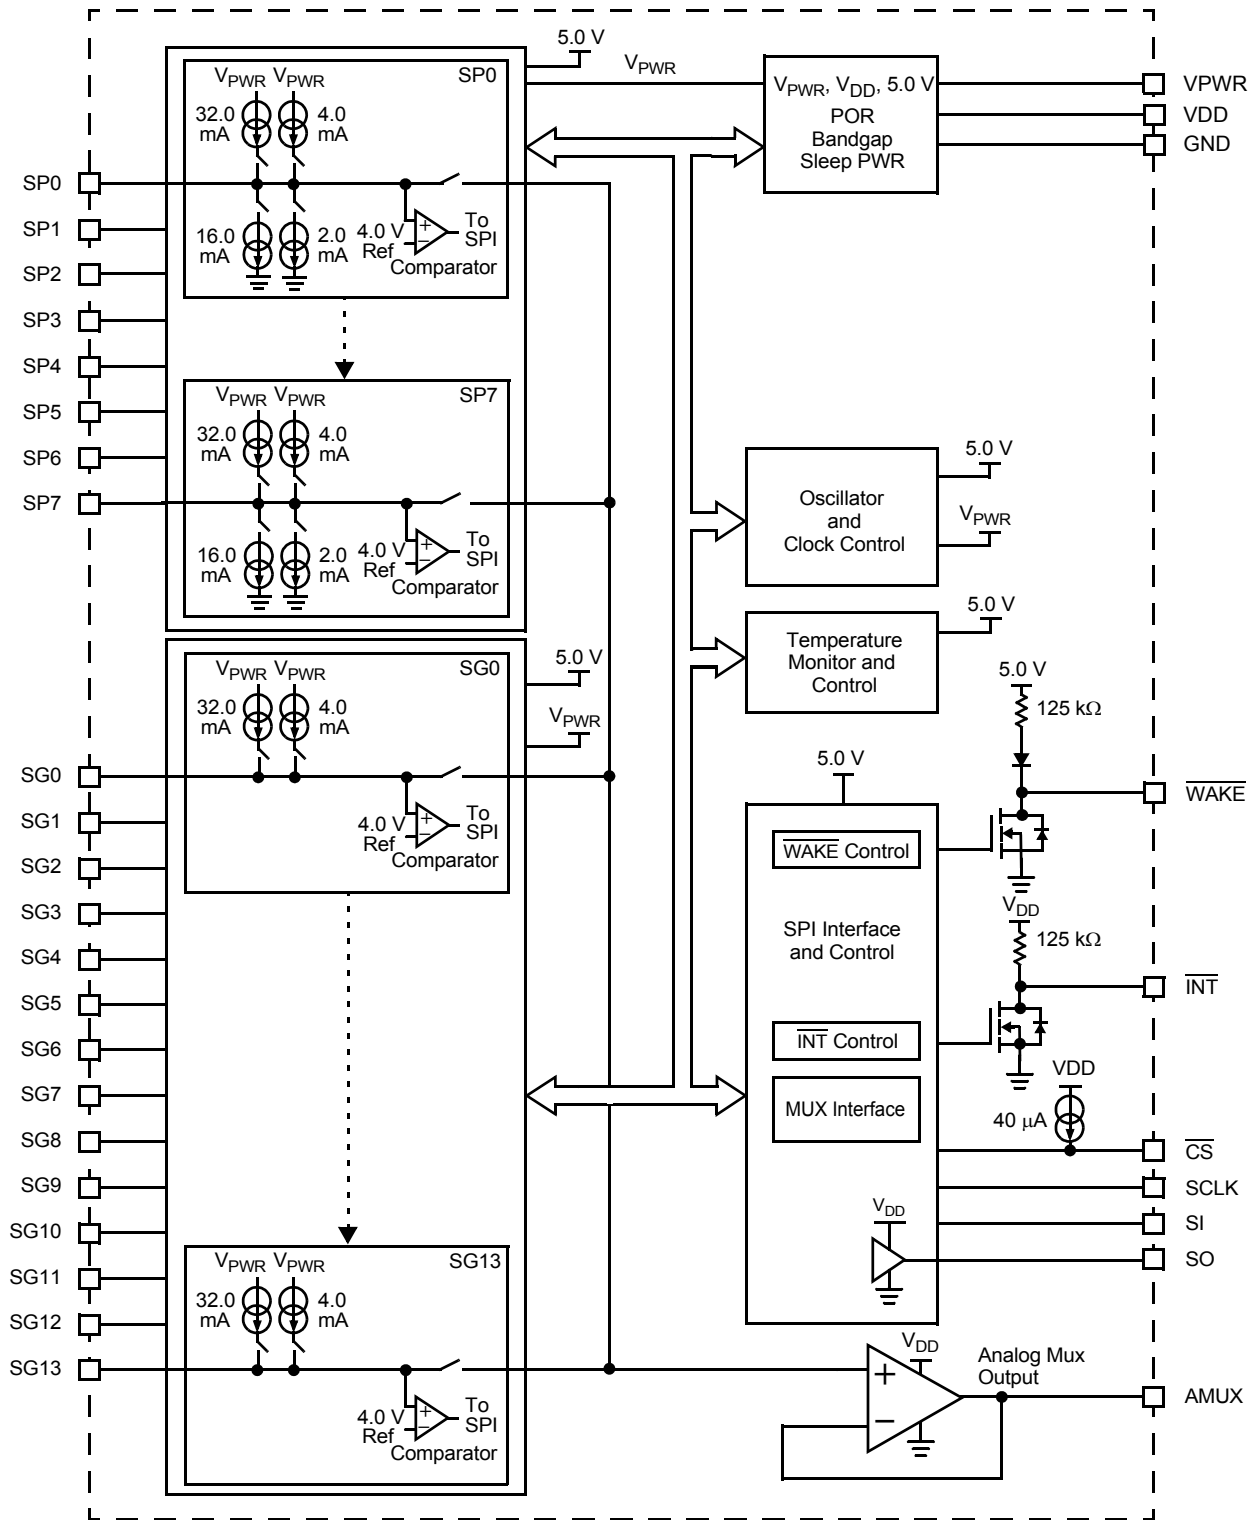 5.0 V
VPWR
SP0
VPWR VPWR
32.0 mA
4.0 mA
16.0 mA
2.0 mA
4.0 V Ref
+
−
To SPI
Comparator
SP7
VPWR VPWR
32.0 mA
4.0 mA
16.0 mA
2.0 mA
4.0 V Ref
+
−
To SPI
Comparator
SP0
SP1
SP2
SP3
SP4
SP5
SP6
SP7
SG0
VPWR VPWR
32.0 mA
4.0 mA
4.0 V Ref
+
−
To SPI
Comparator
5.0 V
VPWR
SG13
VPWR VPWR
32.0 mA
4.0 mA
4.0 V Ref
+
−
To SPI
Comparator
SG0
SG1
SG2
SG3
SG4
SG5
SG6
SG7
SG8
SG9
SG10
SG11
SG12
SG13
VPWR, VDD, 5.0 V
POR
Bandgap
Sleep PWR
VPWR
VDD
GND
Oscillator
and
Clock Control
5.0 V
VPWR
Temperature
Monitor and
Control
5.0 V
5.0 V
WAKE Control
SPI Interface
and Control
INT Control
MUX Interface
VDD
5.0 V
125 kΩ
WAKE
VDD
125 kΩ
INT
VDD
40 μA
CS
SCLK
SI
SO
VDD
+
−
Analog Mux
Output
AMUX